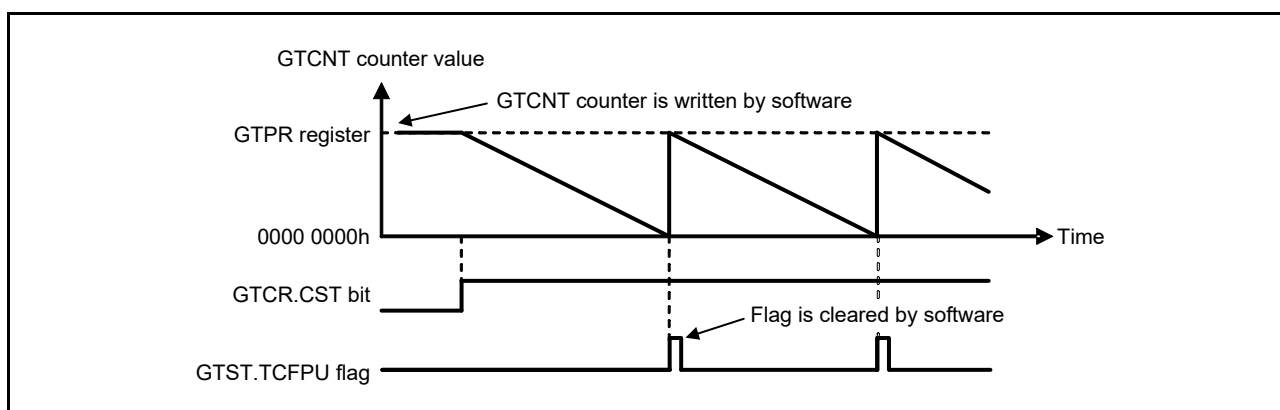 GTCNT counter value
GTCNT counter is written by software
GTPR register
0000 0000h
Time
GTCR.CST bit
Flag is cleared by software
GTST.TCFPU flag